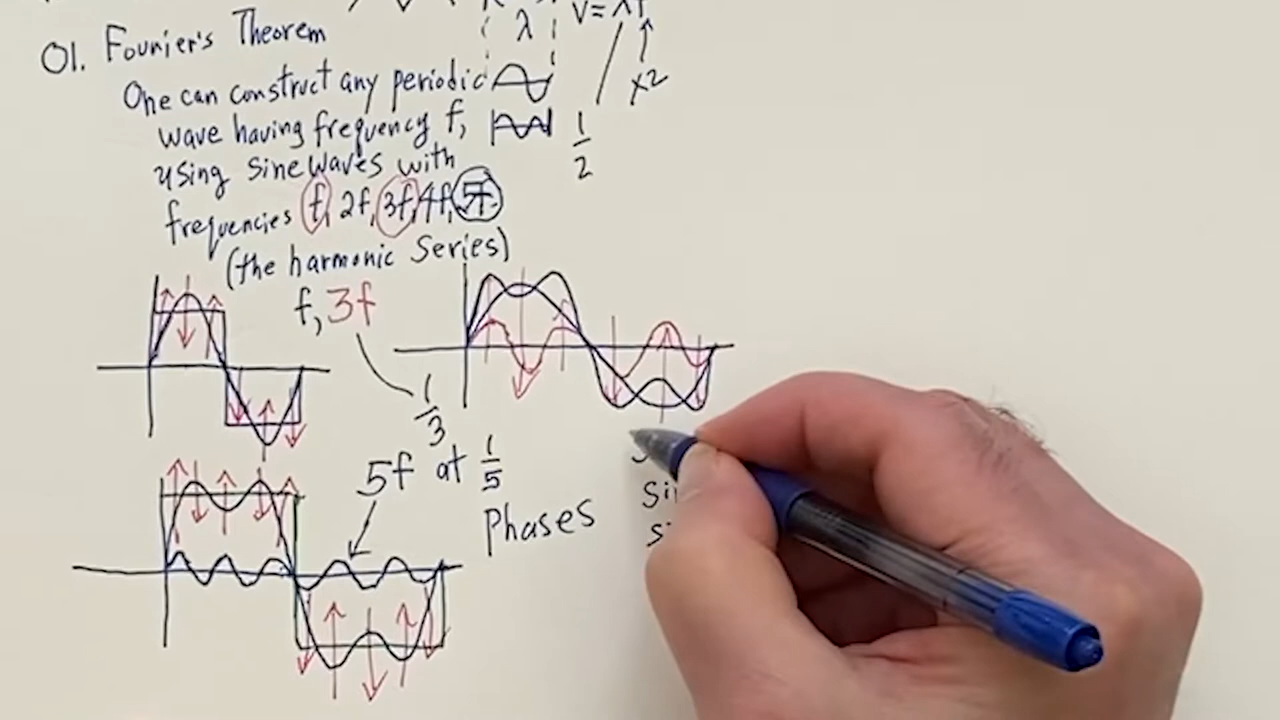 λ
V = λf
01. Fourier's Theorem
x2
One can construct any periodic
wave having frequency f,
1/2
using sine waves with
frequencies f, 2f, 3f, 4f, 5f
(the harmonic series)
f, 3f
1/3
5f at 1/5
Phases